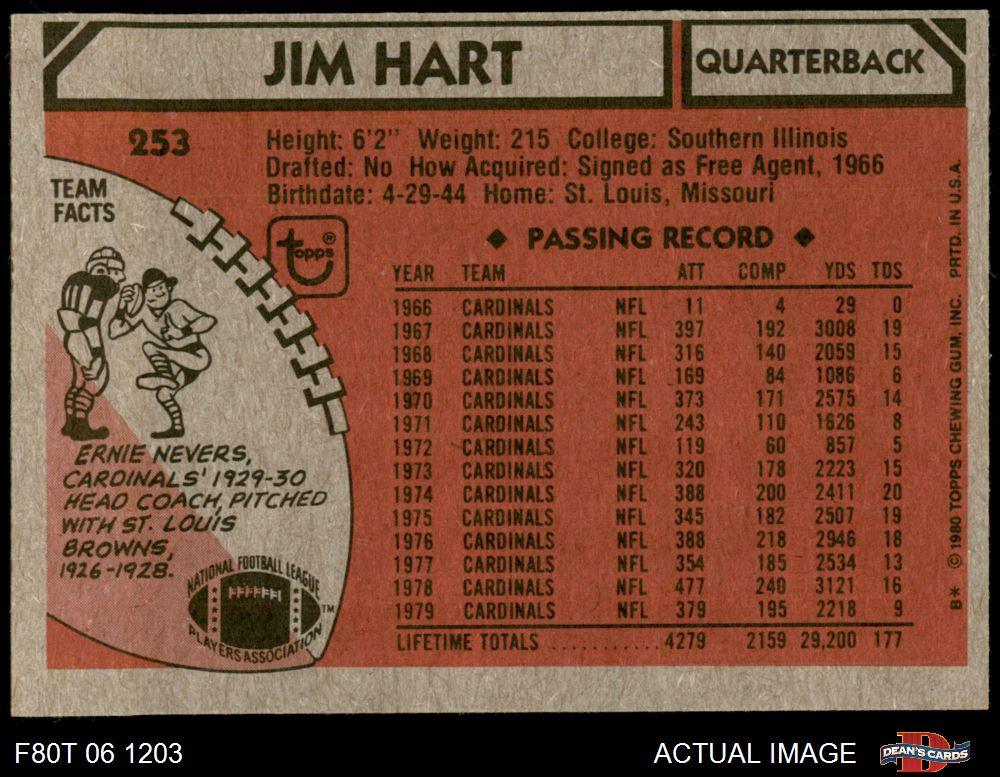 JIM HART
QUARTERBACK
253
Height: 6'2" Weight: 215 College: Southern Illinois
Drafted: No How Acquired: Signed as Free Agent, 1966
Birthdate: 4-29-44 Home: St. Louis, Missouri
TEAM
FACTS
topps®
ERNIE NEVERS,
CARDINALS' 1929-30
HEAD COACH, PITCHED
WITH ST. LOUIS
BROWNS,
1926-1928.
NATIONAL FOOTBALL LEAGUE
PLAYERS ASSOCIATION
TM
◆ PASSING RECORD ◆
YEAR TEAM ATT COMP YDS TDS
1966 CARDINALS NFL 11 4 29 0
1967 CARDINALS NFL 397 192 3008 19
1968 CARDINALS NFL 316 140 2059 15
1969 CARDINALS NFL 169 84 1086 6
1970 CARDINALS NFL 373 171 2575 14
1971 CARDINALS NFL 243 110 1626 8
1972 CARDINALS NFL 119 60 857 5
1973 CARDINALS NFL 320 178 2223 15
1974 CARDINALS NFL 388 200 2411 20
1975 CARDINALS NFL 345 182 2507 19
1976 CARDINALS NFL 388 218 2946 18
1977 CARDINALS NFL 354 185 2534 13
1978 CARDINALS NFL 477 240 3121 16
1979 CARDINALS NFL 379 195 2218 9
LIFETIME TOTALS ........... 4279 2159 29,200 177
B* © 1980 TOPPS CHEWING GUM, INC. PRTD. IN U.S.A.
F80T 06 1203
ACTUAL IMAGE
DEAN'S CARDS